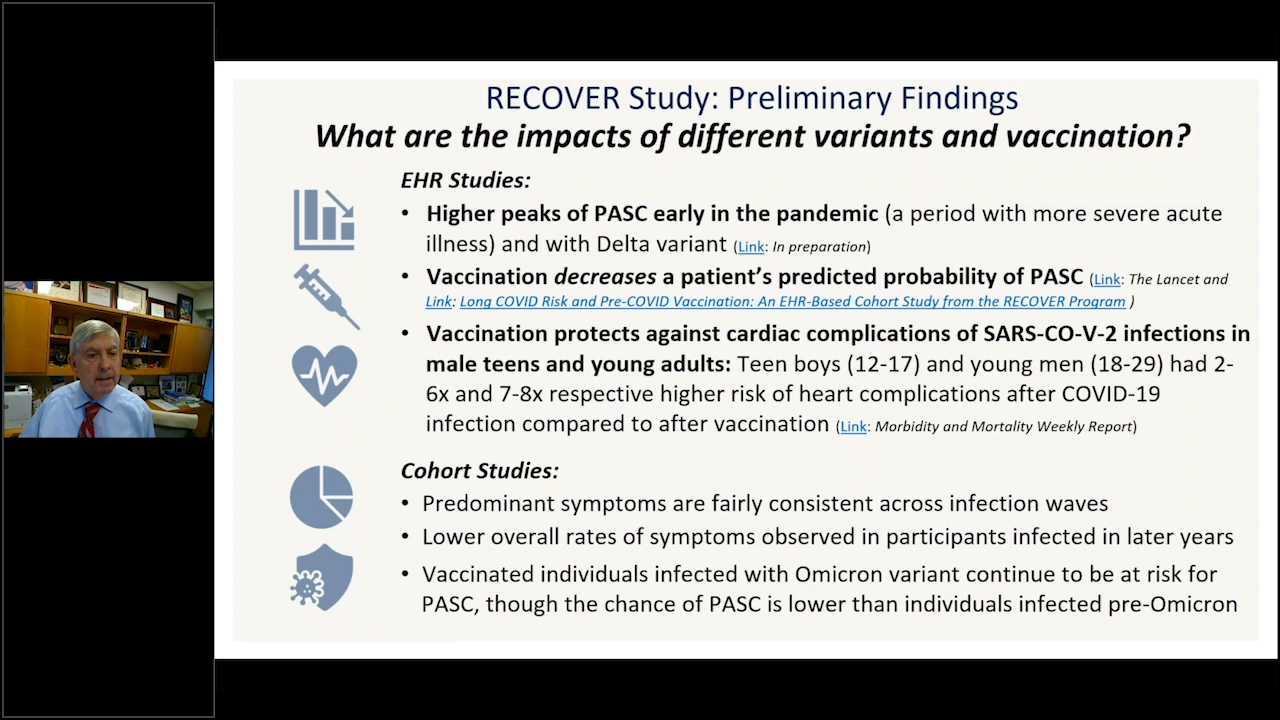 RECOVER Study: Preliminary Findings
What are the impacts of different variants and vaccination?
EHR Studies:
• Higher peaks of PASC early in the pandemic (a period with more severe acute
illness) and with Delta variant (Link: In preparation)
• Vaccination decreases a patient’s predicted probability of PASC (Link: The Lancet and
Link: Long COVID Risk and Pre-COVID Vaccination: An EHR-Based Cohort Study from the RECOVER Program )
• Vaccination protects against cardiac complications of SARS-CO-V-2 infections in
male teens and young adults: Teen boys (12-17) and young men (18-29) had 2-
6x and 7-8x respective higher risk of heart complications after COVID-19
infection compared to after vaccination (Link: Morbidity and Mortality Weekly Report)
Cohort Studies:
• Predominant symptoms are fairly consistent across infection waves
• Lower overall rates of symptoms observed in participants infected in later years
• Vaccinated individuals infected with Omicron variant continue to be at risk for
PASC, though the chance of PASC is lower than individuals infected pre-Omicron